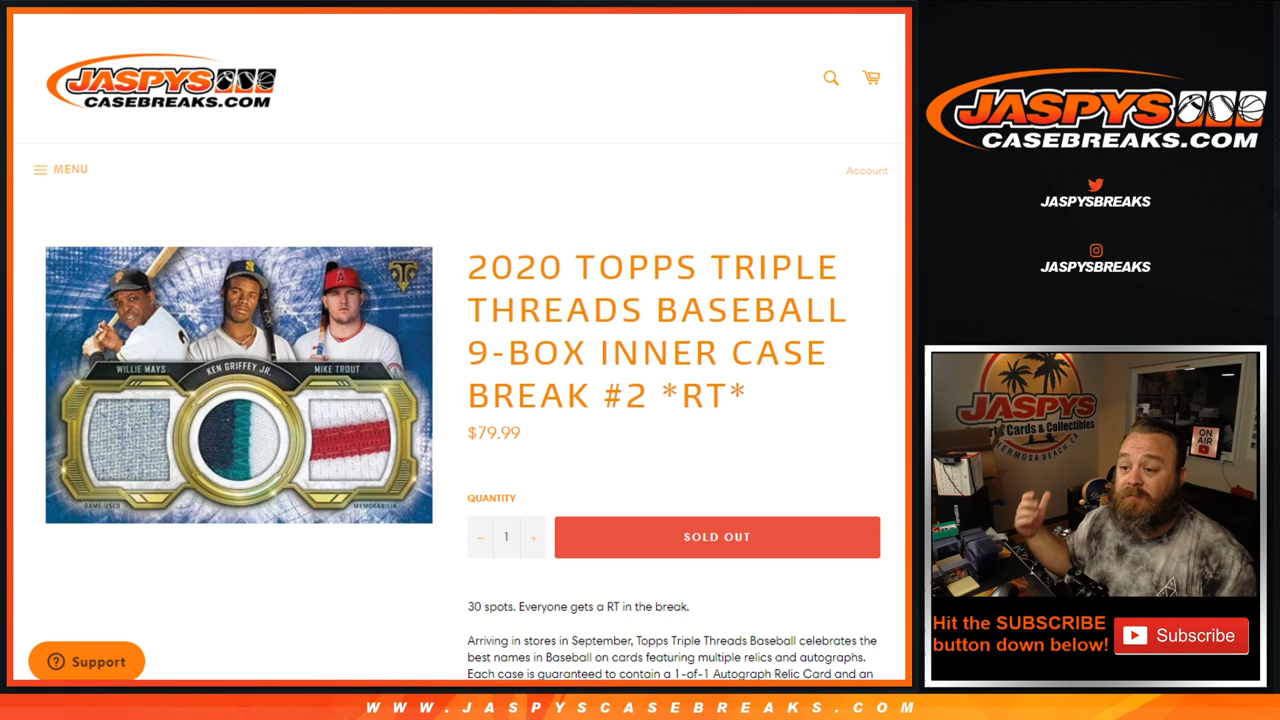 JASPYS
CASEBREAKS.COM
MENU
Account
WILLIE MAYS
KEN GRIFFEY JR.
MIKE TROUT
GAME-USED
MEMORABILIA
2020 TOPPS TRIPLE
THREADS BASEBALL
9-BOX INNER CASE
BREAK #2 *RT*
$79.99
QUANTITY
− 1 +
SOLD OUT
30 spots. Everyone gets a RT in the break.
Arriving in stores in September, Topps Triple Threads Baseball celebrates the
best names in Baseball on cards featuring multiple relics and autographs.
Each case is guaranteed to contain a 1-of-1 Autograph Relic Card and an
Support
JASPYS
CASEBREAKS.COM
JASPYSBREAKS
JASPYSBREAKS
JASPYS
Cards & Collectibles
HERMOSA BEACH, CA
ON
AIR
Hit the SUBSCRIBE
button down below!
Subscribe
WWW.JASPYSCASEBREAKS.COM